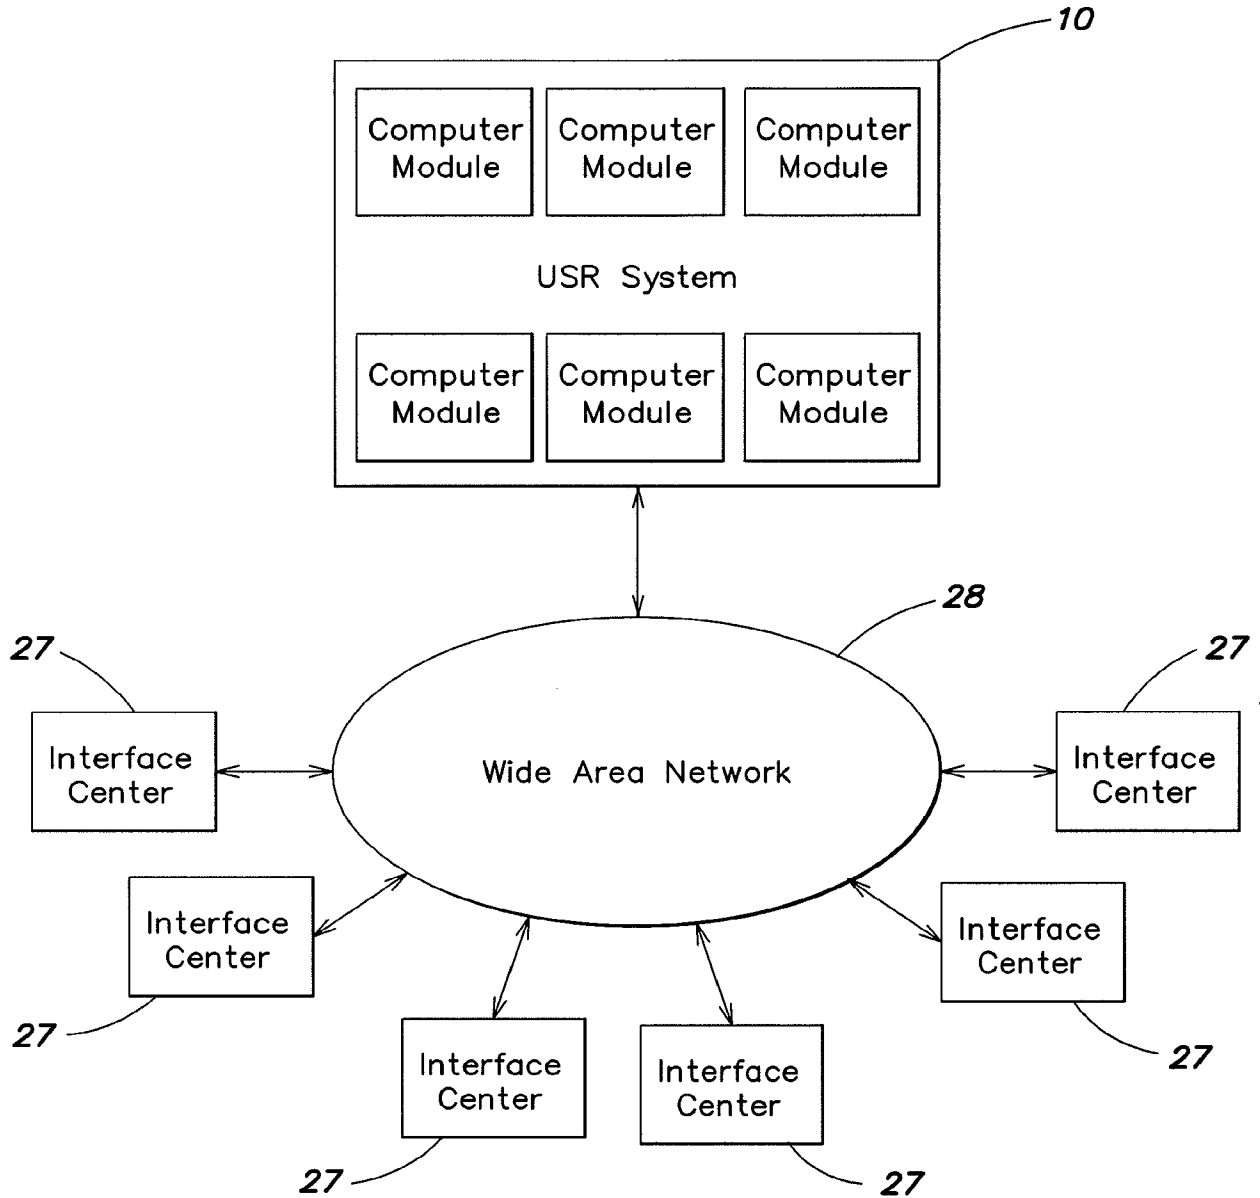 10
Computer
Module
Computer
Module
Computer
Module
USR System
Computer
Module
Computer
Module
Computer
Module
28
27
27
Interface
Center
Wide Area Network
Interface
Center
Interface
Center
Interface
Center
27
27
Interface
Center
Interface
Center
27
27